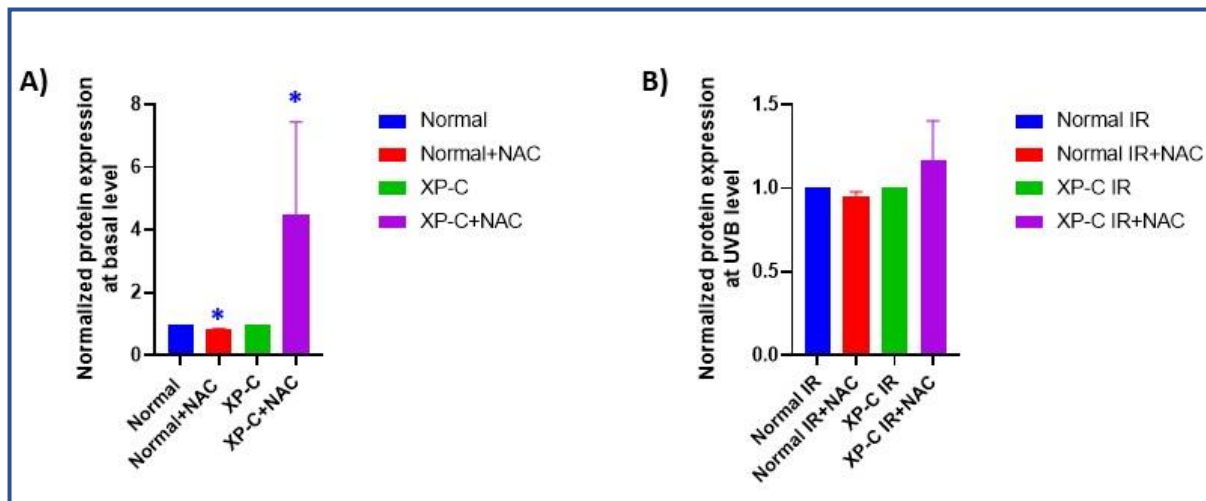 A)
Normalized protein expression
at basal level
8
6
4
2
0
*
*
Normal
Normal+NAC
XP-C
XP-C+NAC
Normal
Normal+NAC
XP-C
XP-C+NAC
B)
Normalized protein expression
at UVB level
1.5
1.0
0.5
0.0
Normal IR
Normal IR+NAC
XP-C IR
XP-C IR+NAC
Normal IR
Normal IR+NAC
XP-C IR
XP-C IR+NAC